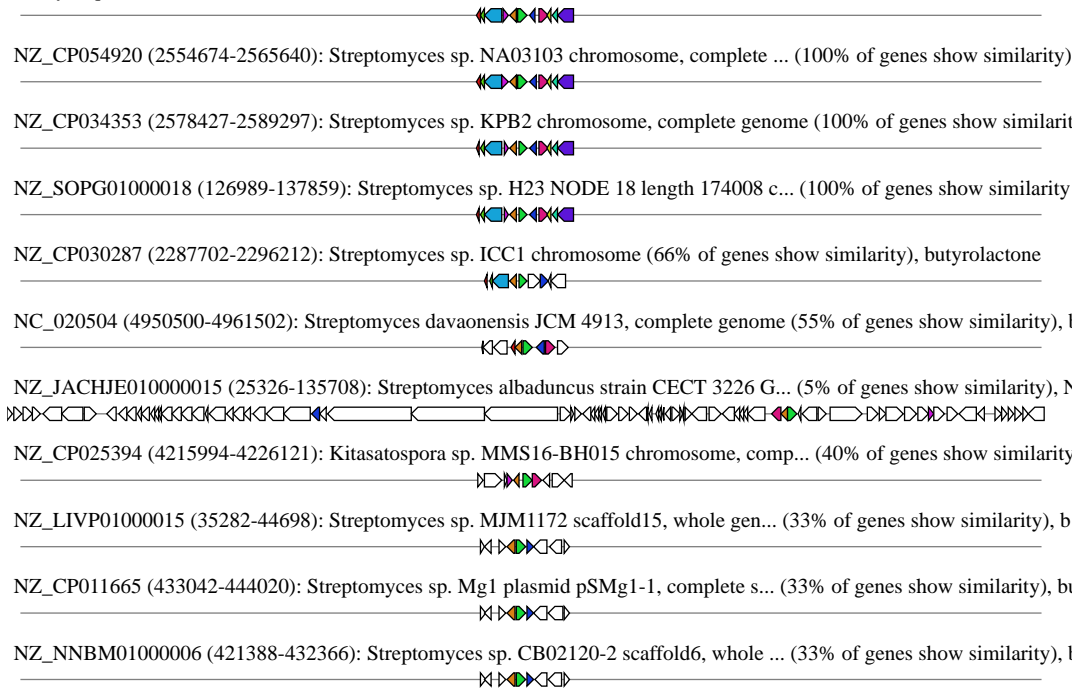 NZ_CP054920 (2554674-2565640): Streptomyces sp. NA03103 chromosome, complete ... (100% of genes show similarity)
NZ_CP034353 (2578427-2589297): Streptomyces sp. KPB2 chromosome, complete genome (100% of genes show similarit
NZ_SOPG01000018 (126989-137859): Streptomyces sp. H23 NODE 18 length 174008 c... (100% of genes show similarity
NZ_CP030287 (2287702-2296212): Streptomyces sp. ICC1 chromosome (66% of genes show similarity), butyrolactone
NC_020504 (4950500-4961502): Streptomyces davaonensis JCM 4913, complete genome (55% of genes show similarity), b
NZ_JACHJE010000015 (25326-135708): Streptomyces albaduncus strain CECT 3226 G... (5% of genes show similarity), N
NZ_CP025394 (4215994-4226121): Kitasatospora sp. MMS16-BH015 chromosome, comp... (40% of genes show similarity
NZ_LIVP01000015 (35282-44698): Streptomyces sp. MJM1172 scaffold15, whole gen... (33% of genes show similarity), b
NZ_CP011665 (433042-444020): Streptomyces sp. Mg1 plasmid pSMg1-1, complete s... (33% of genes show similarity), bu
NZ_NNBM01000006 (421388-432366): Streptomyces sp. CB02120-2 scaffold6, whole ... (33% of genes show similarity), b